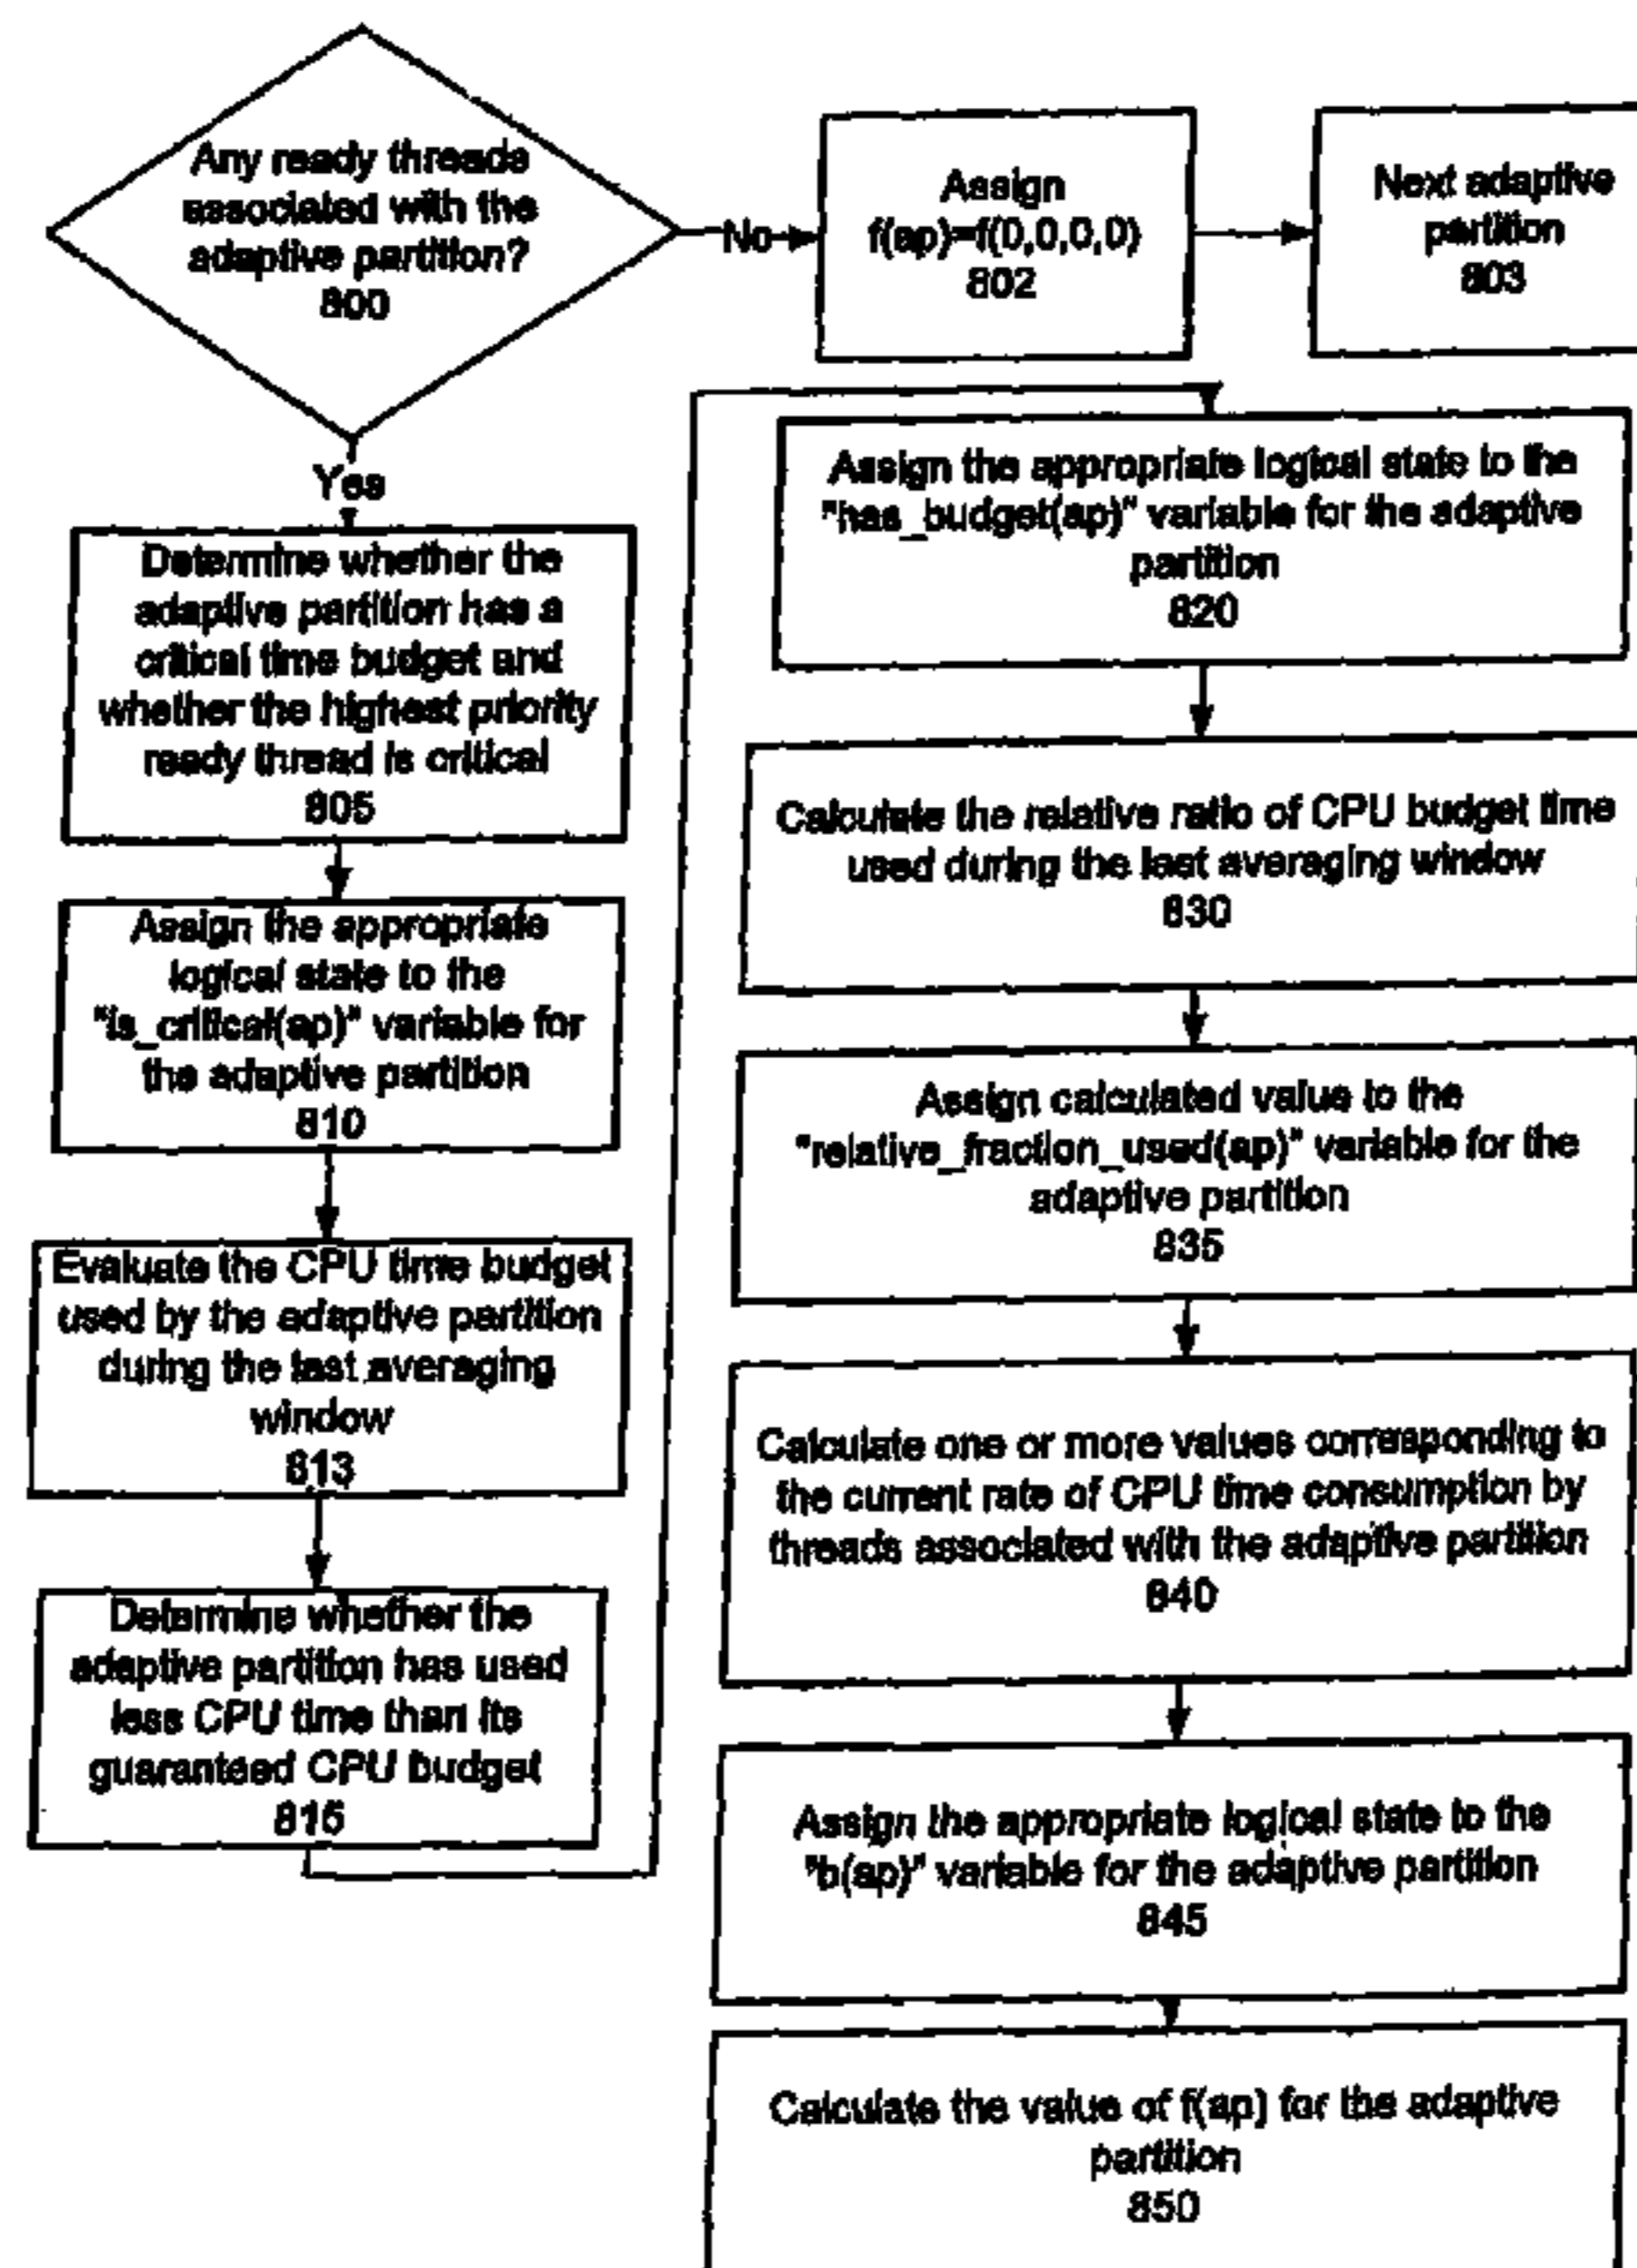 Any ready threads
associated with the
adaptive partition?
800
No
Assign
f(ap)=f(0,0,0,0)
802
Next adaptive
partition
803
Yes
Determine whether the
adaptive partition has a
critical time budget and
whether the highest priority
ready thread is critical
805
Assign the appropriate
logical state to the
"is_critical(ap)" variable for
the adaptive partition
810
Evaluate the CPU time budget
used by the adaptive partition
during the last averaging
window
813
Determine whether the
adaptive partition has used
less CPU time than its
guaranteed CPU budget
815
Assign the appropriate logical state to the
"has_budget(ap)" variable for the adaptive
partition
820
Calculate the relative ratio of CPU budget time
used during the last averaging window
830
Assign calculated value to the
"relative_fraction_used(ap)" variable for the
adaptive partition
835
Calculate one or more values corresponding to
the current rate of CPU time consumption by
threads associated with the adaptive partition
840
Assign the appropriate logical state to the
"b(ap)" variable for the adaptive partition
845
Calculate the value of f(ap) for the adaptive
partition
850